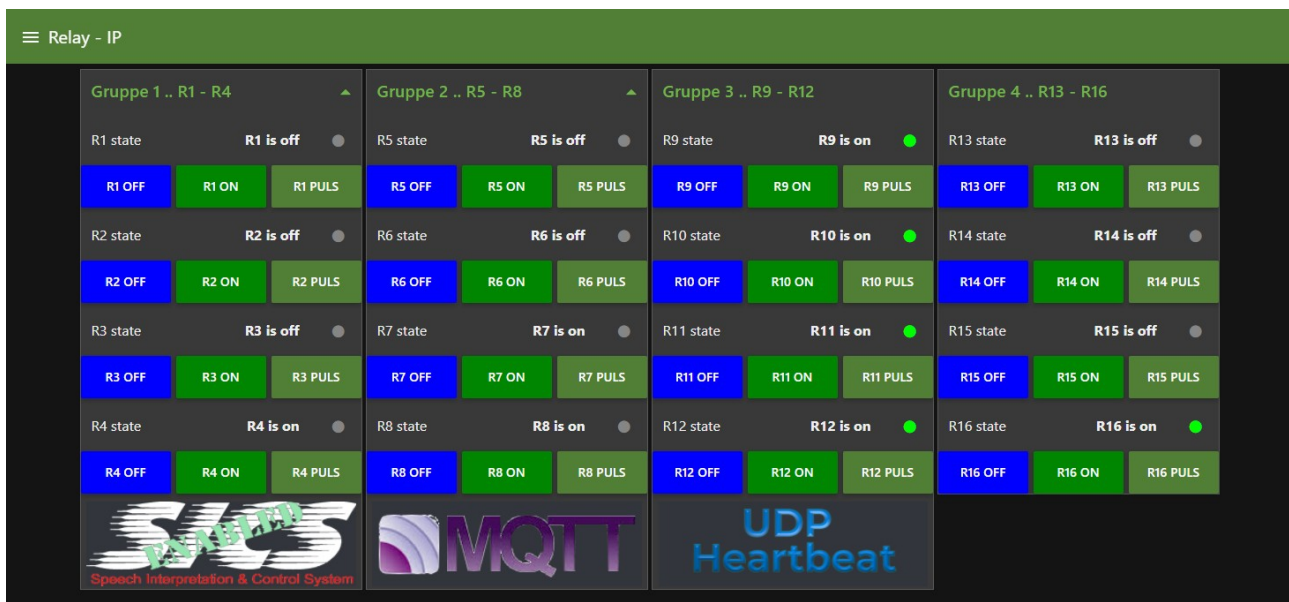 Relay - IP
Gruppe 1 .. R1 - R4
R1 state R1 is off
R1 OFF R1 ON R1 PULS
R2 state R2 is off
R2 OFF R2 ON R2 PULS
R3 state R3 is off
R3 OFF R3 ON R3 PULS
R4 state R4 is on
R4 OFF R4 ON R4 PULS
SICS
ENABLED
Speech Interpretation & Control System
Gruppe 2 .. R5 - R8
R5 state R5 is off
R5 OFF R5 ON R5 PULS
R6 state R6 is off
R6 OFF R6 ON R6 PULS
R7 state R7 is on
R7 OFF R7 ON R7 PULS
R8 state R8 is on
R8 OFF R8 ON R8 PULS
MQTT
Gruppe 3 .. R9 - R12
R9 state R9 is on
R9 OFF R9 ON R9 PULS
R10 state R10 is on
R10 OFF R10 ON R10 PULS
R11 state R11 is on
R11 OFF R11 ON R11 PULS
R12 state R12 is on
R12 OFF R12 ON R12 PULS
UDP
Heartbeat
Gruppe 4 .. R13 - R16
R13 state R13 is off
R13 OFF R13 ON R13 PULS
R14 state R14 is off
R14 OFF R14 ON R14 PULS
R15 state R15 is off
R15 OFF R15 ON R15 PULS
R16 state R16 is on
R16 OFF R16 ON R16 PULS